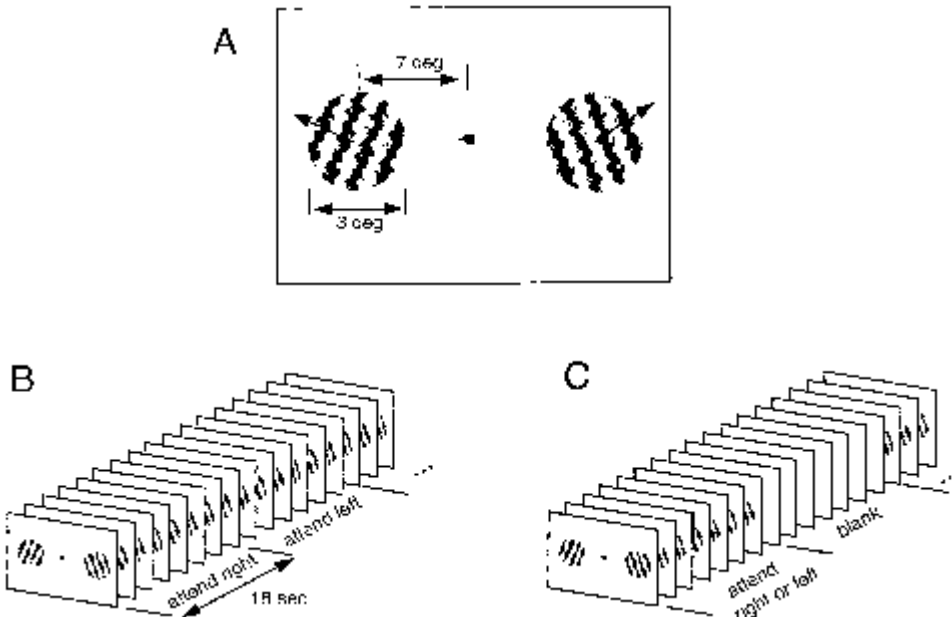 A
7 deg
3 deg
B
attend right
attend left
18 sec
C
attend
right or left
blank